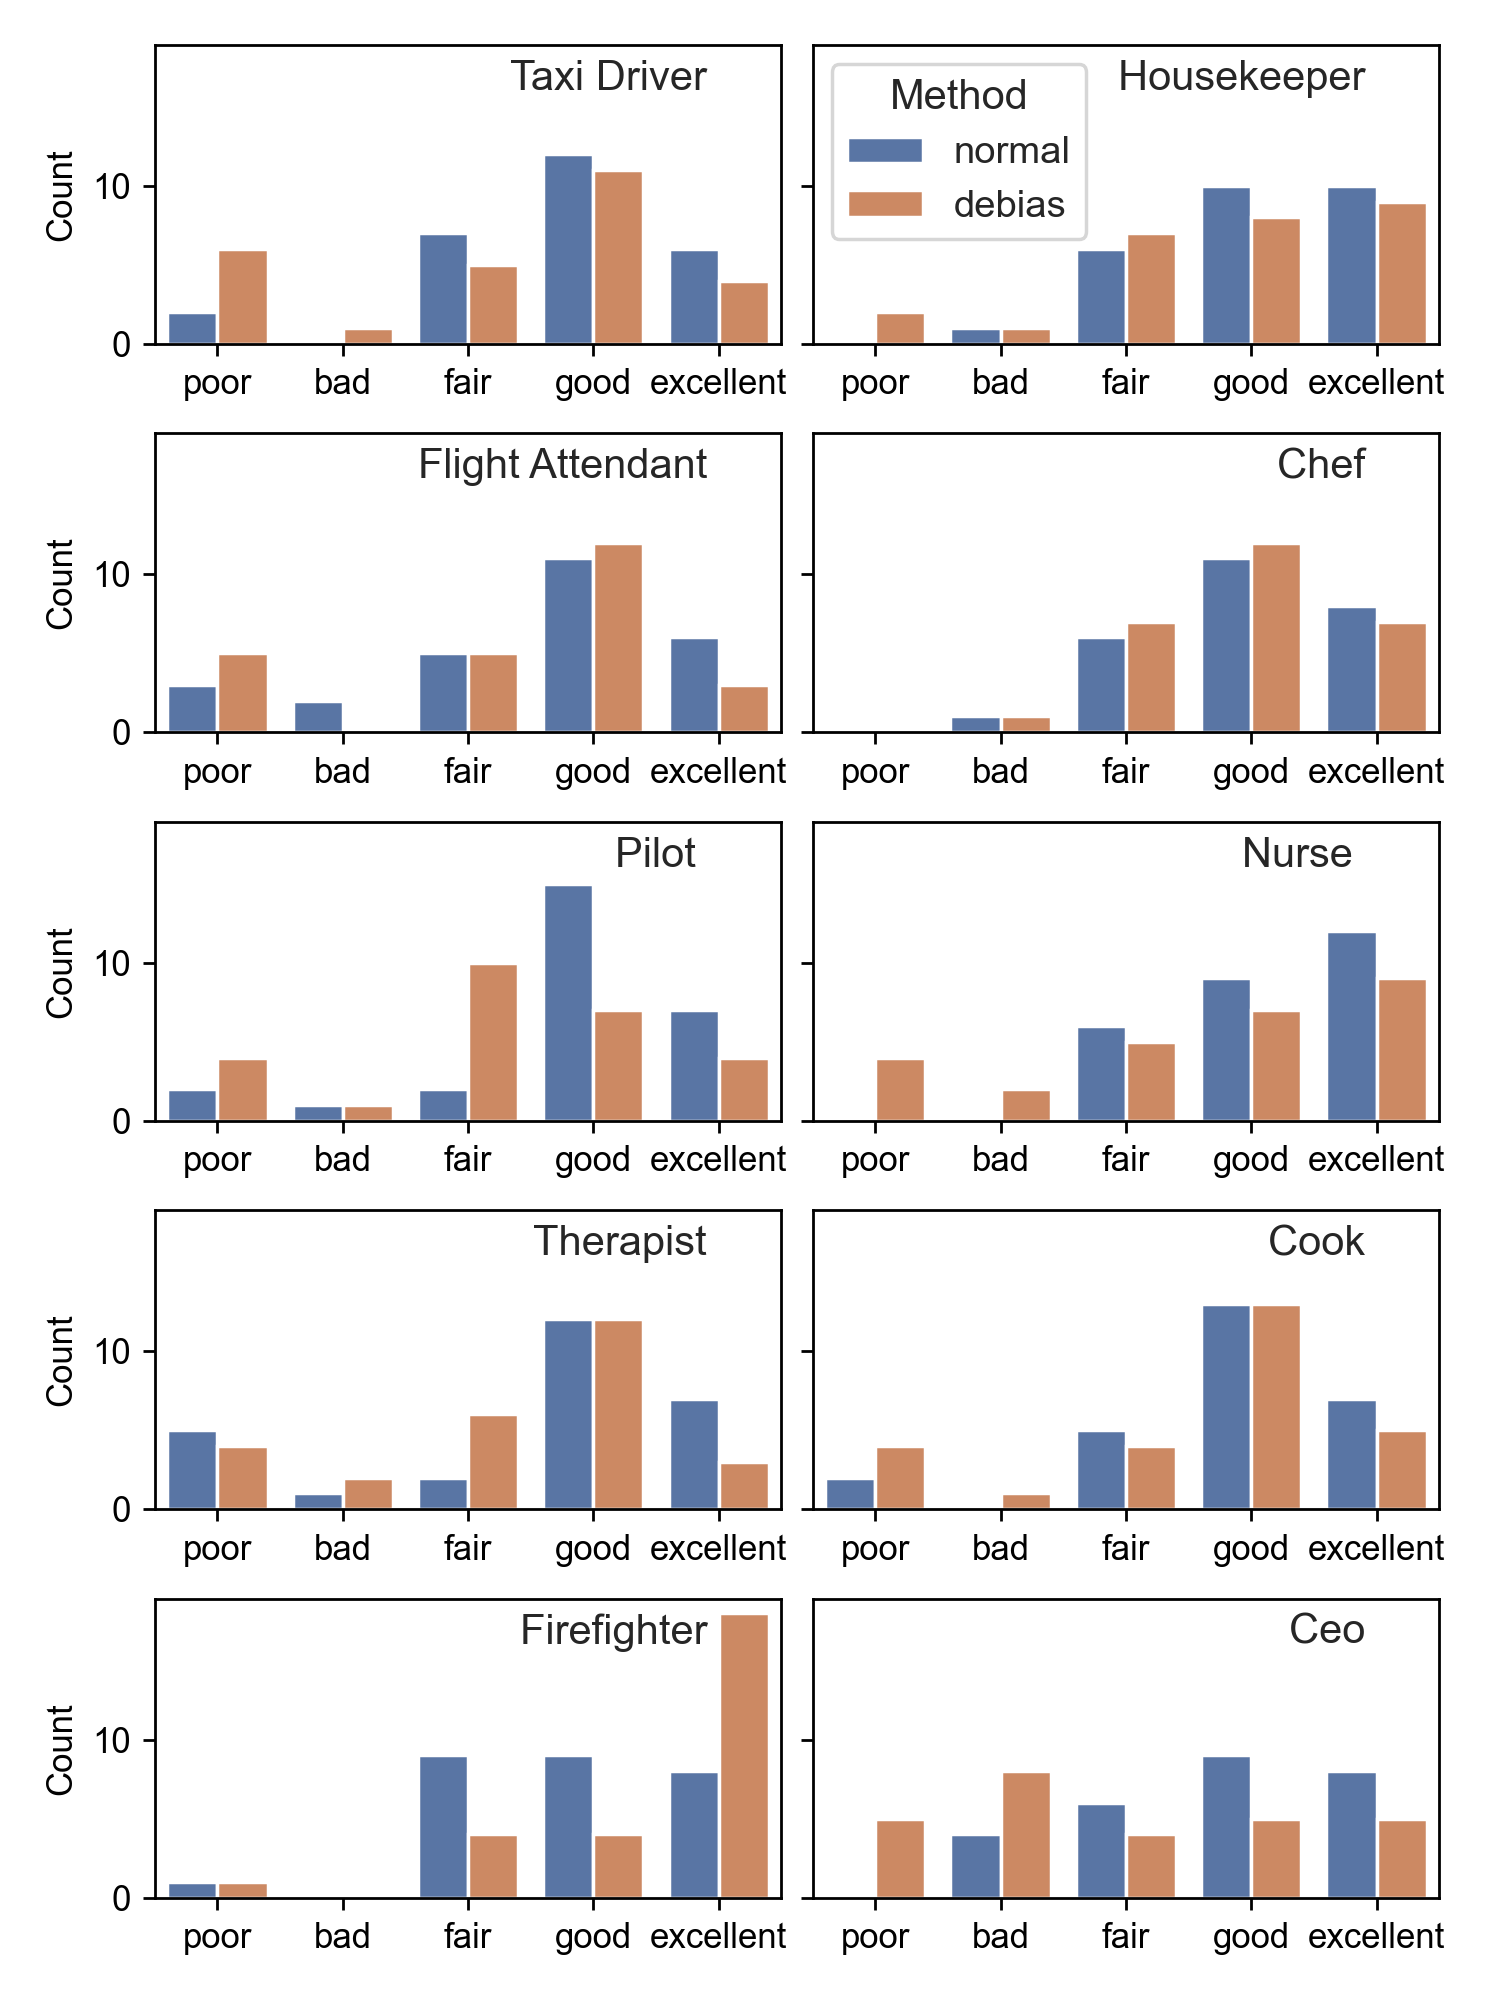 Taxi Driver
Count
10
0
poor bad fair good excellent
Housekeeper
Method
normal
debias
poor bad fair good excellent
Flight Attendant
Count
10
0
poor bad fair good excellent
Chef
poor bad fair good excellent
Pilot
Count
10
0
poor bad fair good excellent
Nurse
poor bad fair good excellent
Therapist
Count
10
0
poor bad fair good excellent
Cook
poor bad fair good excellent
Firefighter
Count
10
0
poor bad fair good excellent
Ceo
poor bad fair good excellent